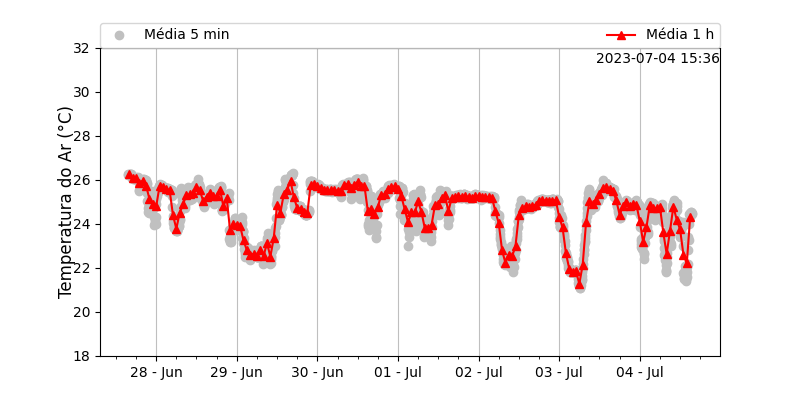 Média 5 min
Média 1 h
2023-07-04 15:36
Temperatura do Ar (°C)
32
30
28
26
24
22
20
18
28 - Jun
29 - Jun
30 - Jun
01 - Jul
02 - Jul
03 - Jul
04 - Jul